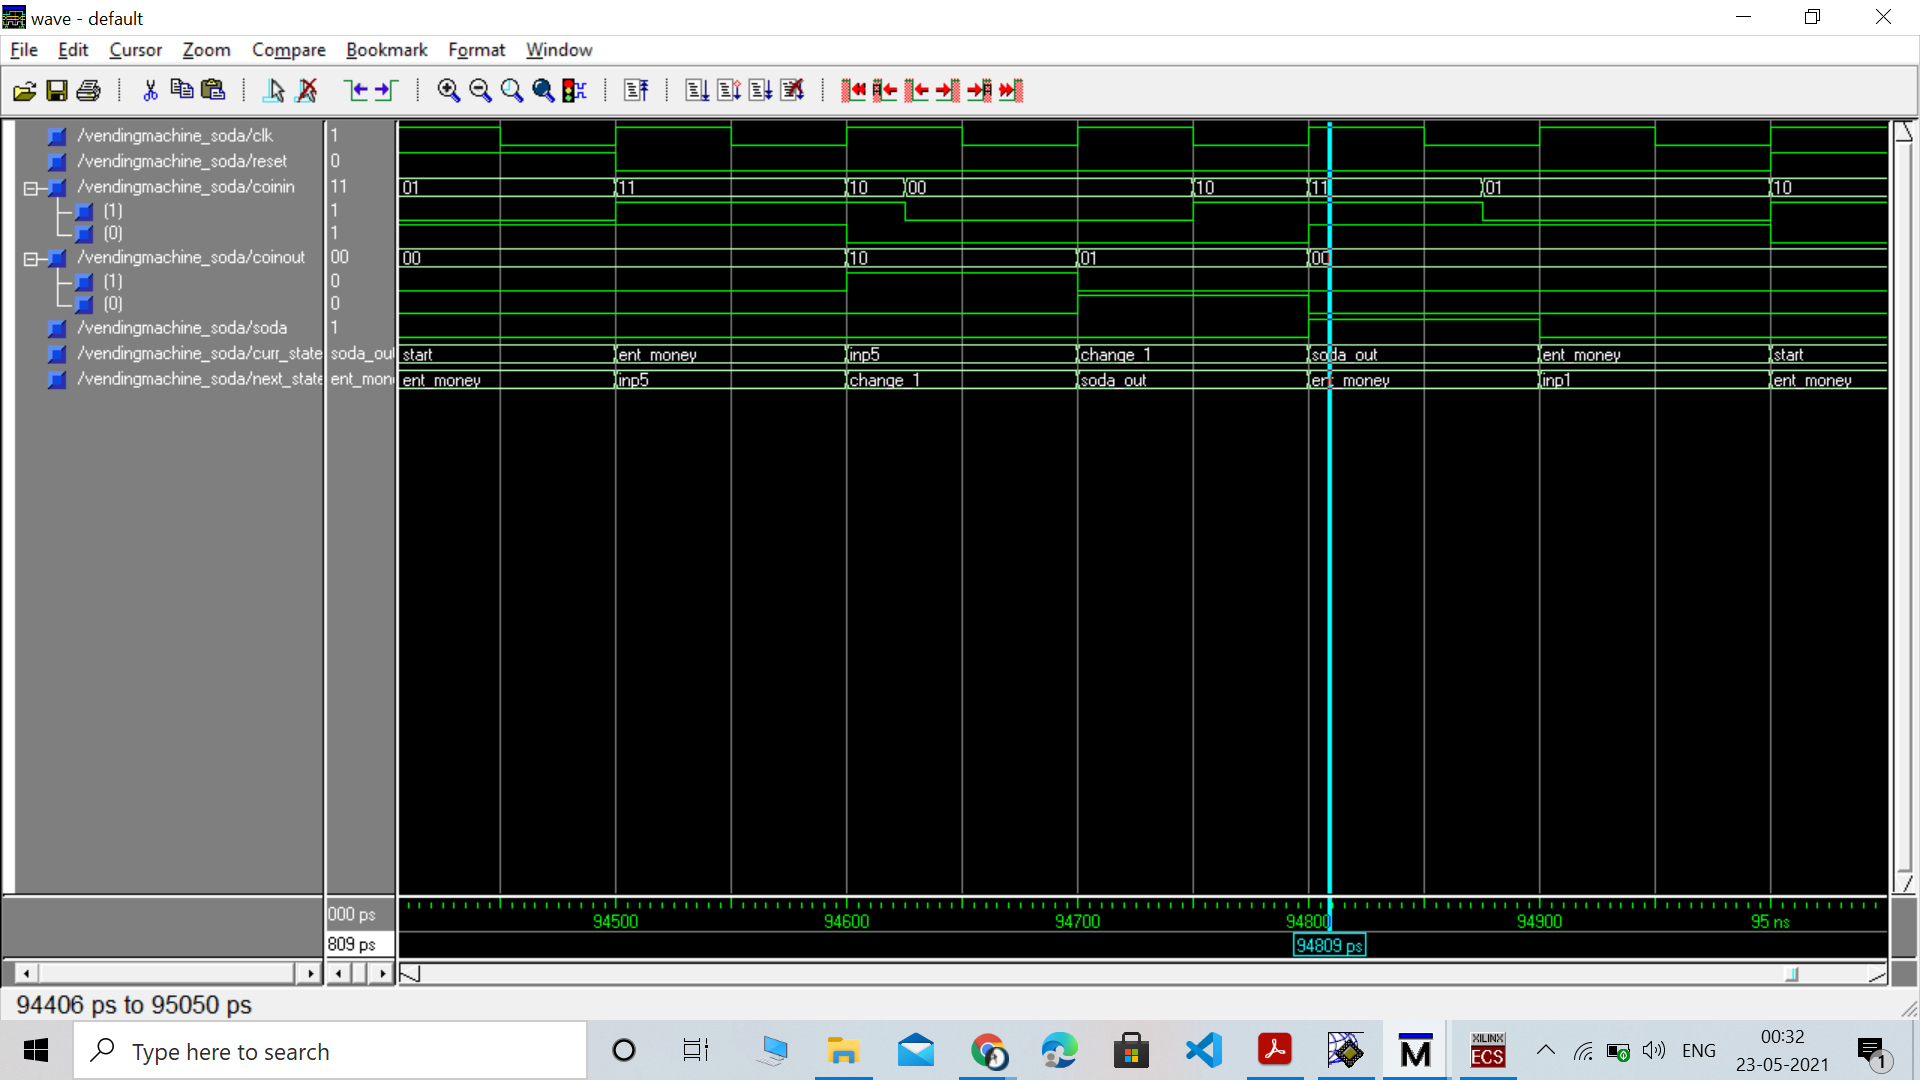 wave - default
File Edit Cursor Zoom Compare Bookmark Format Window
/vendingmachine_soda/clk 1
/vendingmachine_soda/reset 0
/vendingmachine_soda/coinin 11 01 11 10 00 10 11 01 10
(1) 1
(0) 1
/vendingmachine_soda/coinout 00 00 10 01 00
(1) 0
(0) 0
/vendingmachine_soda/soda 1
/vendingmachine_soda/curr_state soda_out start ent_money inp5 change_1 soda_out ent_money start
/vendingmachine_soda/next_state ent_mon ent_money inp5 change_1 soda_out ent_money inp1 ent_money
000 ps 94500 94600 94700 94800 94900 95 ns
809 ps 94809 ps
94406 ps to 95050 ps
Type here to search
M
XILINX
ECS
ENG
00:32
23-05-2021
1